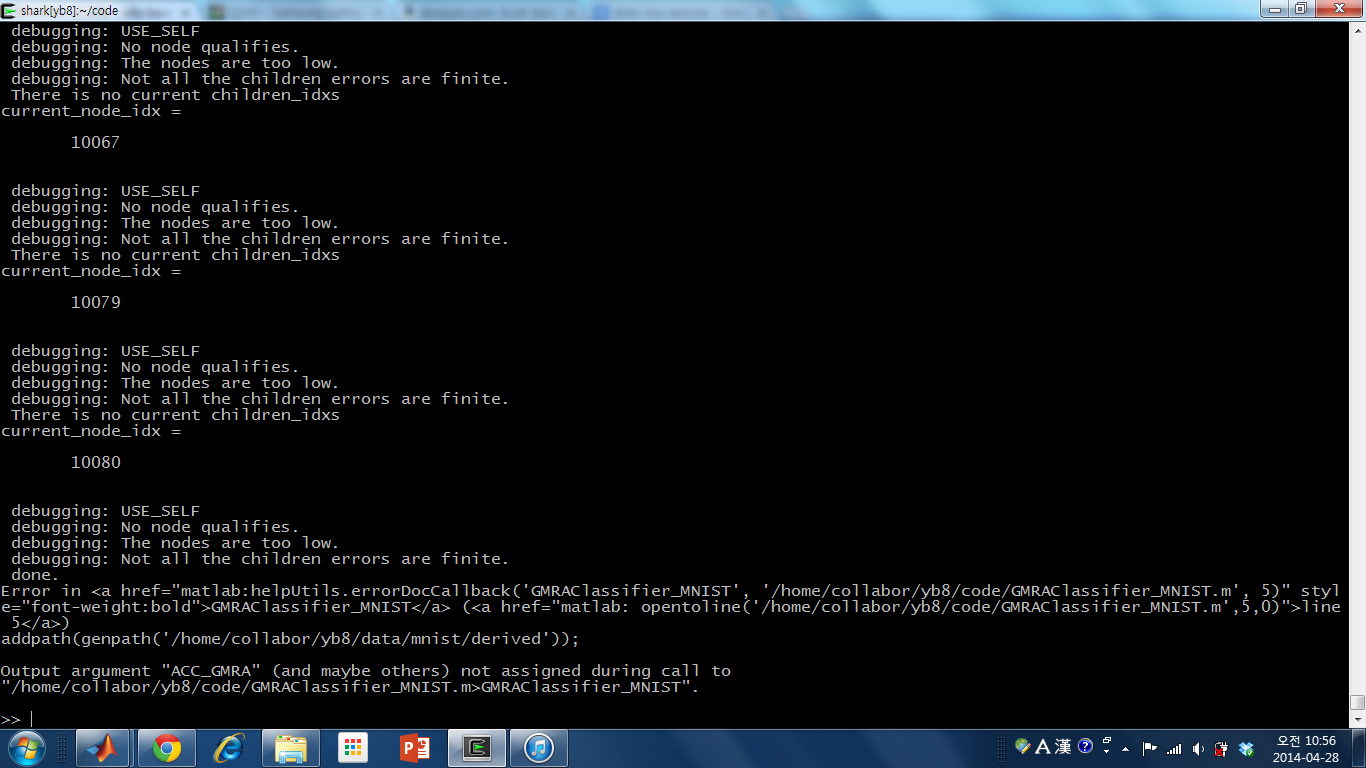 shark[yb8]:~/code
debugging: USE_SELF
debugging: No node qualifies.
debugging: The nodes are too low.
debugging: Not all the children errors are finite.
There is no current children_idxs
current_node_idx =
10067
debugging: USE_SELF
debugging: No node qualifies.
debugging: The nodes are too low.
debugging: Not all the children errors are finite.
There is no current children_idxs
current_node_idx =
10079
debugging: USE_SELF
debugging: No node qualifies.
debugging: The nodes are too low.
debugging: Not all the children errors are finite.
There is no current children_idxs
current_node_idx =
10080
debugging: USE_SELF
debugging: No node qualifies.
debugging: The nodes are too low.
debugging: Not all the children errors are finite.
done.
Error in <a href="matlab:helpUtils.errorDocCallback('GMRAClassifier_MNIST', '/home/collabor/yb8/code/GMRAClassifier_MNIST.m', 5)" styl
e="font-weight:bold">GMRAClassifier_MNIST</a> (<a href="matlab: opentoline('/home/collabor/yb8/code/GMRAClassifier_MNIST.m',5,0)">line
5</a>)
addpath(genpath('/home/collabor/yb8/data/mnist/derived'));
Output argument "ACC_GMRA" (and maybe others) not assigned during call to
"/home/collabor/yb8/code/GMRAClassifier_MNIST.m>GMRAClassifier_MNIST".
>>
A 漢
오전 10:56
2014-04-28